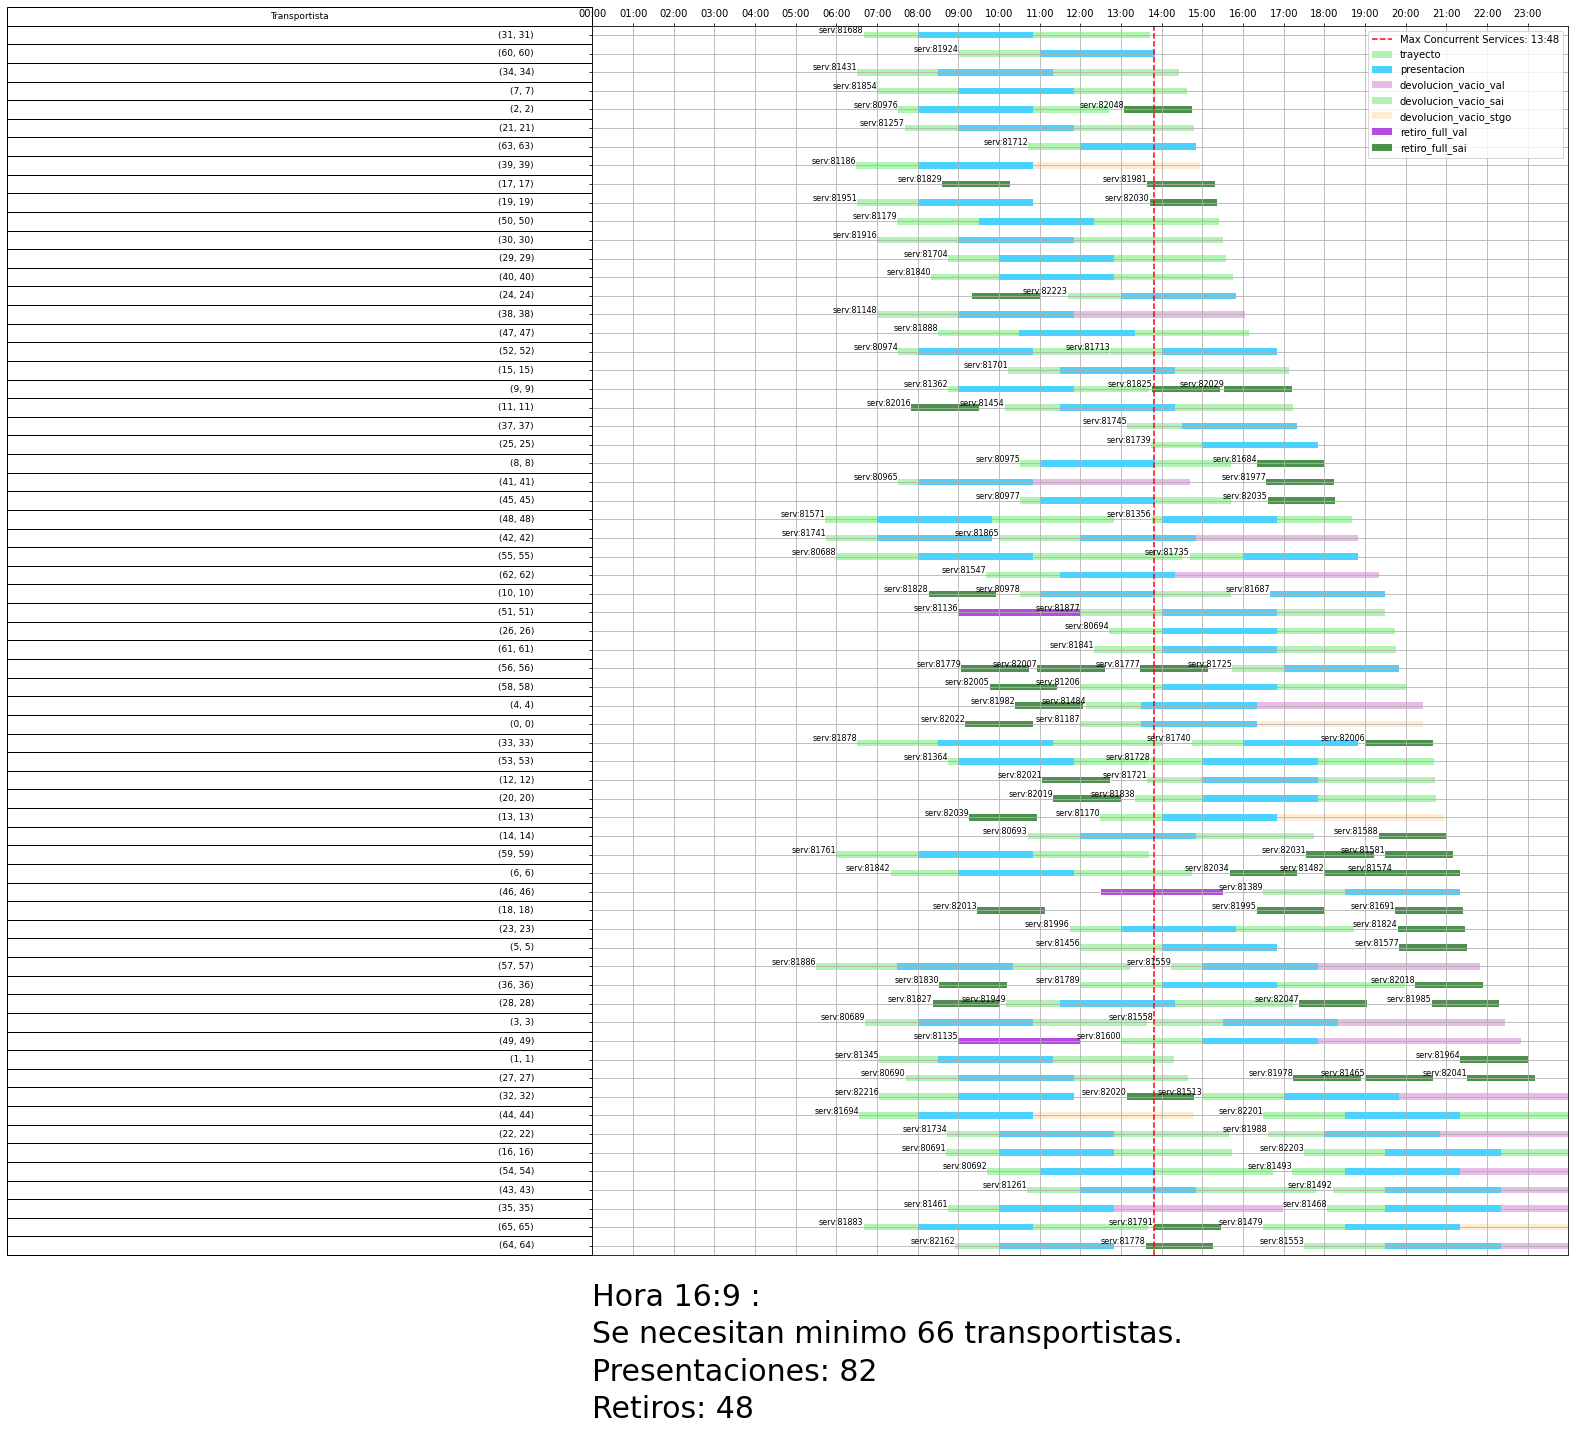 Transportista
00:00 01:00 02:00 03:00 04:00 05:00 06:00 07:00 08:00 09:00 10:00 11:00 12:00 13:00 14:00 15:00 16:00 17:00 18:00 19:00 20:00 21:00 22:00 23:00
Max Concurrent Services: 13:48
trayecto
presentacion
devolucion_vacio_val
devolucion_vacio_sai
devolucion_vacio_stgo
retiro_full_val
retiro_full_sai
(31, 31) serv:81688
(60, 60) serv:81924
(34, 34) serv:81431
(7, 7) serv:81854
(2, 2) serv:80976 serv:82048
(21, 21) serv:81257
(63, 63) serv:81712
(39, 39) serv:81186
(17, 17) serv:81829 serv:81981
(19, 19) serv:81951 serv:82030
(50, 50) serv:81179
(30, 30) serv:81916
(29, 29) serv:81704
(40, 40) serv:81840
(24, 24) serv:82223
(38, 38) serv:81148
(47, 47) serv:81888
(52, 52) serv:80974 serv:81713
(15, 15) serv:81701
(9, 9) serv:81362 serv:81825 serv:82029
(11, 11) serv:82016 serv:81454
(37, 37) serv:81745
(25, 25) serv:81739
(8, 8) serv:80975 serv:81684
(41, 41) serv:80965 serv:81977
(45, 45) serv:80977 serv:82035
(48, 48) serv:81571 serv:81356
(42, 42) serv:81741 serv:81865
(55, 55) serv:80688 serv:81735
(62, 62) serv:81547
(10, 10) serv:81828 serv:80978 serv:81687
(51, 51) serv:81136 serv:81877
(26, 26) serv:80694
(61, 61) serv:81841
(56, 56) serv:81779 serv:82007 serv:81777 serv:81725
(58, 58) serv:82005 serv:81206
(4, 4) serv:81982 serv:81484
(0, 0) serv:82022 serv:81187
(33, 33) serv:81878 serv:81740 serv:82006
(53, 53) serv:81364 serv:81728
(12, 12) serv:82021 serv:81721
(20, 20) serv:82019 serv:81838
(13, 13) serv:82039 serv:81170
(14, 14) serv:80693 serv:81588
(59, 59) serv:81761 serv:82031 serv:81581
(6, 6) serv:81842 serv:82034 serv:81482 serv:81574
(46, 46) serv:81389
(18, 18) serv:82013 serv:81995 serv:81691
(23, 23) serv:81996 serv:81824
(5, 5) serv:81456 serv:81577
(57, 57) serv:81886 serv:81559
(36, 36) serv:81830 serv:81789 serv:82018
(28, 28) serv:81827 serv:81949 serv:82047 serv:81985
(3, 3) serv:80689 serv:81558
(49, 49) serv:81135 serv:81600
(1, 1) serv:81345 serv:81964
(27, 27) serv:80690 serv:81978 serv:81465 serv:82041
(32, 32) serv:82216 serv:82020 serv:81513
(44, 44) serv:81694 serv:82201
(22, 22) serv:81734 serv:81988
(16, 16) serv:80691 serv:82203
(54, 54) serv:80692 serv:81493
(43, 43) serv:81261 serv:81492
(35, 35) serv:81461 serv:81468
(65, 65) serv:81883 serv:81791 serv:81479
(64, 64) serv:82162 serv:81778 serv:81553
Hora 16:9 :
Se necesitan minimo 66 transportistas.
Presentaciones: 82
Retiros: 48